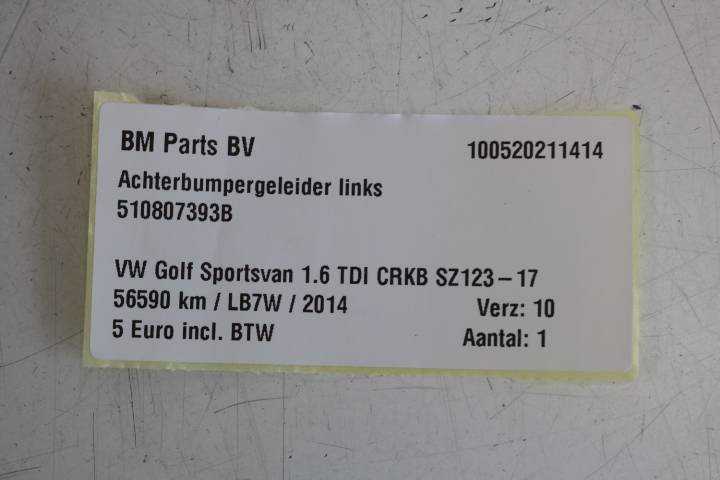 BM Parts BV 100520211414
Achterbumpergeleider links
510807393B
VW Golf Sportsvan 1.6 TDI CRKB SZ123-17
56590 km / LB7W / 2014 Verz: 10
5 Euro incl. BTW Aantal: 1